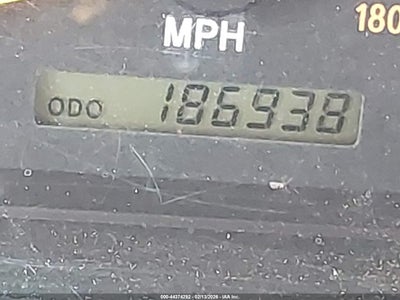 180
MPH
ODO 186938
000-44374292 - 02/13/2026 - IAA Inc.